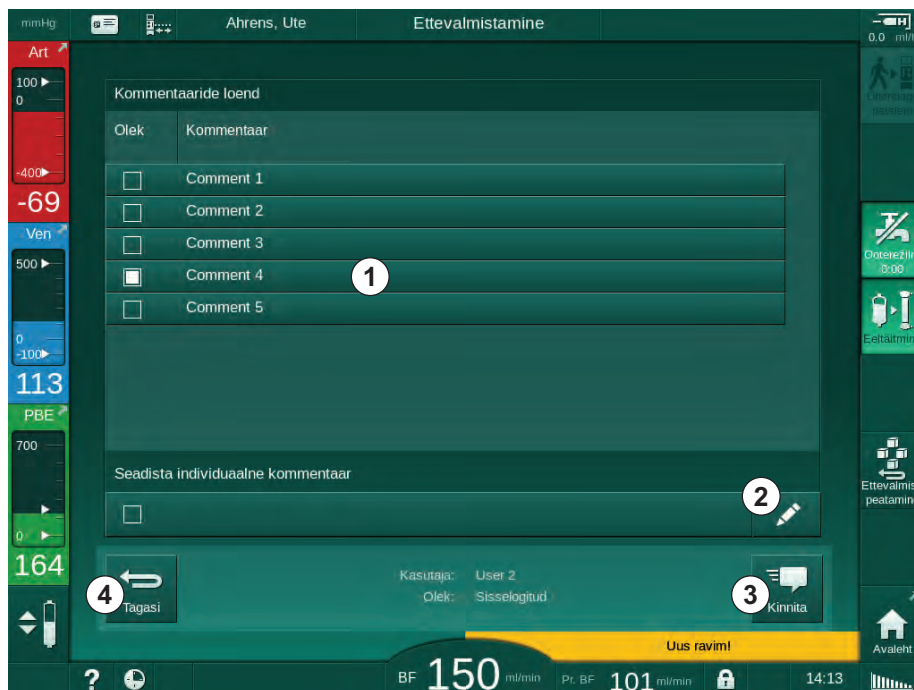 mmHg Ahrens, Ute Ettevalmistamine
0.0 ml/
Art
100
0
-400
-69
Ven
500
0
-100
113
PBE
700
0
164
Kommentaaride loend
Olek Kommentaar
Comment 1
Comment 2
Comment 3
Comment 4
Comment 5
1
Seadista individuaalne kommentaar
2
4 Tagasi
Kasutaja: User 2
Olek: Sisselogitud
3 Kinnita
Uus ravim!
Ooterežii
0:00
Eeltäitmin
Ettevalmis
peatamin
Avaleht
? BF 150 ml/min Pr. BF 101 ml/min 14:13